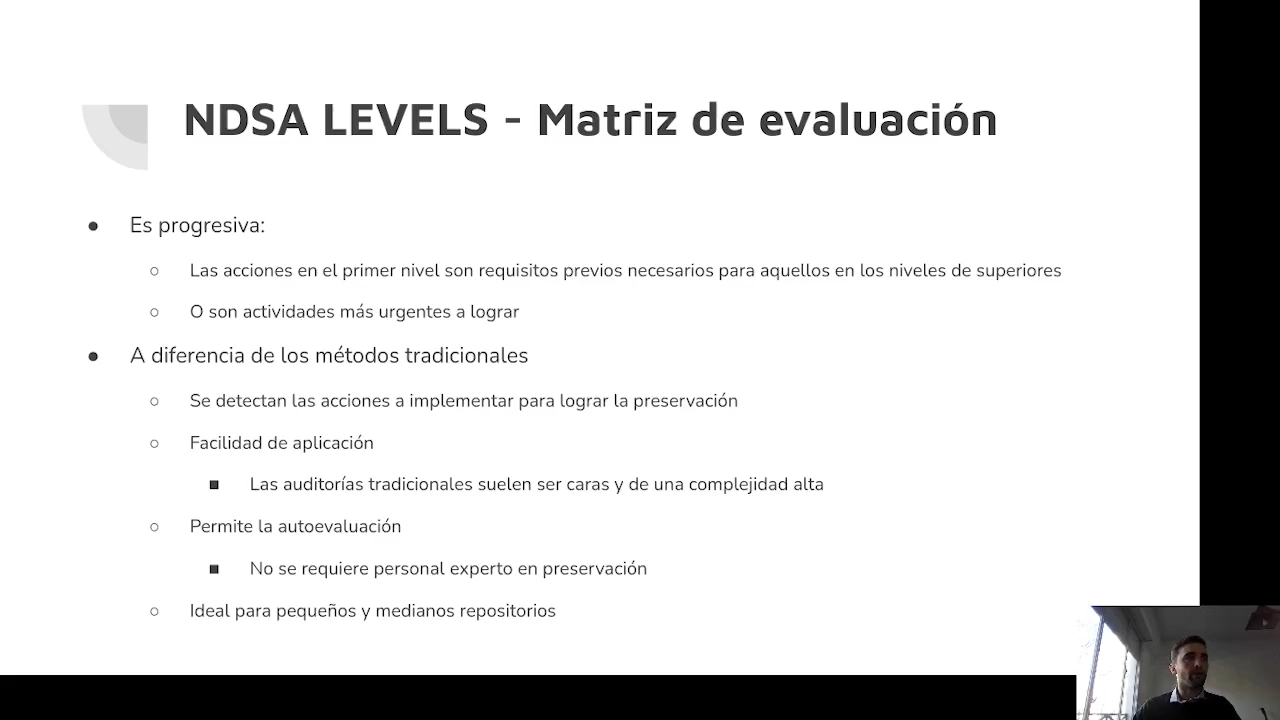 NDSA LEVELS - Matriz de evaluación
● Es progresiva:
○ Las acciones en el primer nivel son requisitos previos necesarios para aquellos en los niveles de superiores
○ O son actividades más urgentes a lograr
● A diferencia de los métodos tradicionales
○ Se detectan las acciones a implementar para lograr la preservación
○ Facilidad de aplicación
■ Las auditorías tradicionales suelen ser caras y de una complejidad alta
○ Permite la autoevaluación
■ No se requiere personal experto en preservación
○ Ideal para pequeños y medianos repositorios